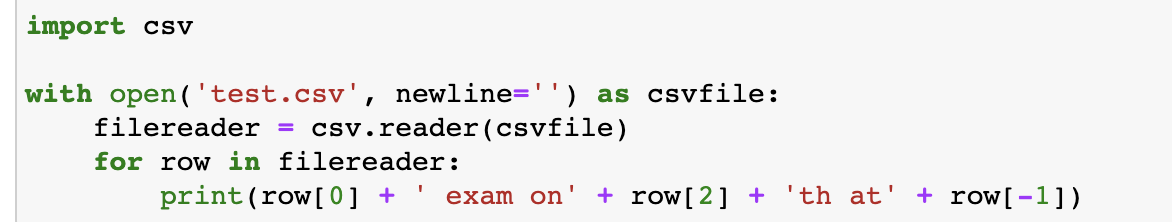 import csv
with open('test.csv', newline='') as csvfile:
    filereader = csv.reader(csvfile)
    for row in filereader:
        print(row[0] + ' exam on' + row[2] + 'th at' + row[-1])